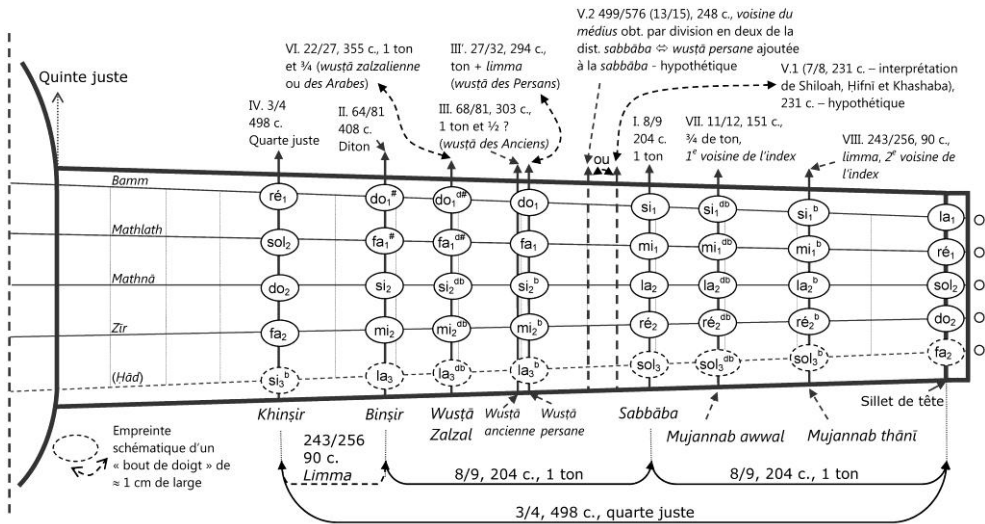 V.2 499/576 (13/15), 248 c., voisine du
médius obt. par division en deux de la
dist. sabbāba ⇔ wusṭā persane ajoutée
à la sabbāba - hypothétique
VI. 22/27, 355 c., 1 ton
et ¾ (wusṭā zalzalienne
ou des Arabes)
III'. 27/32, 294 c.,
ton + limma
(wusṭā des Persans)
V.1 (7/8, 231 c. – interprétation
de Shiloah, Ḥifnī et Khashaba),
231 c. – hypothétique
Quinte juste
IV. 3/4
498 c.
Quarte juste
II. 64/81
408 c.
Diton
III. 68/81, 303 c.,
1 ton et ½ ?
(wusṭā des Anciens)
ou
I. 8/9
204 c.
1 ton
VII. 11/12, 151 c.,
¾ de ton,
1e voisine de l'index
VIII. 243/256, 90 c.,
limma, 2e voisine de
l'index
Bamm ré₁ do₁# do₁d# do₁ si₁ si₁db si₁b la₁
Mathlath sol₂ fa₁# fa₁d# fa₁ mi₁ mi₁db mi₁b ré₁
Mathnā do₂ si₂ si₂db si₂b la₂ la₂db la₂b sol₂
Zīr fa₂ mi₂ mi₂db mi₂b ré₂ ré₂db ré₂b do₂
(Ḥād) si₃b la₃ la₃db la₃b sol₃ sol₃db sol₃b fa₂
Sillet de tête
Khinṣir
Binṣir
Wusṭā
Zalzal
Wusṭā
ancienne
Wusṭā
persane
Sabbāba
Mujannab awwal
Mujannab thānī
Empreinte
schématique d'un
« bout de doigt » de
≈ 1 cm de large
243/256
90 c.
Limma
8/9, 204 c., 1 ton
8/9, 204 c., 1 ton
3/4, 498 c., quarte juste